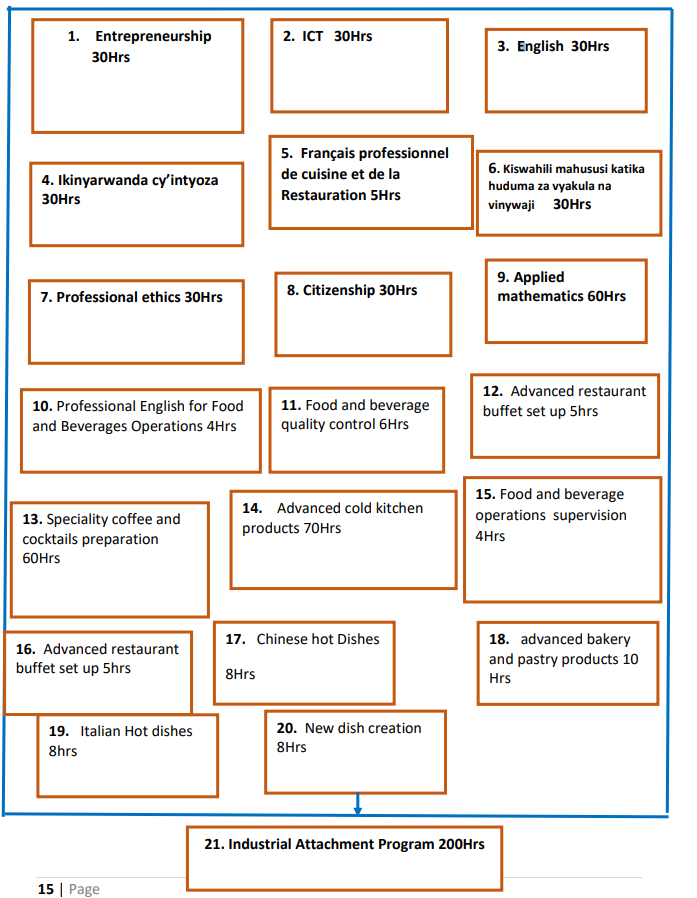 1. Entrepreneurship
30Hrs
2. ICT 30Hrs
3. English 30Hrs
4. Ikinyarwanda cy’intyoza
30Hrs
5. Français professionnel
de cuisine et de la
Restauration 5Hrs
6. Kiswahili mahususi katika
huduma za vyakula na
vinywaji 30Hrs
7. Professional ethics 30Hrs
8. Citizenship 30Hrs
9. Applied
mathematics 60Hrs
10. Professional English for Food
and Beverages Operations 4Hrs
11. Food and beverage
quality control 6Hrs
12. Advanced restaurant
buffet set up 5hrs
13. Speciality coffee and
cocktails preparation
60Hrs
14. Advanced cold kitchen
products 70Hrs
15. Food and beverage
operations supervision
4Hrs
16. Advanced restaurant
buffet set up 5hrs
17. Chinese hot Dishes
8Hrs
18. advanced bakery
and pastry products 10
Hrs
19. Italian Hot dishes
8hrs
20. New dish creation
8Hrs
21. Industrial Attachment Program 200Hrs
15 | Page